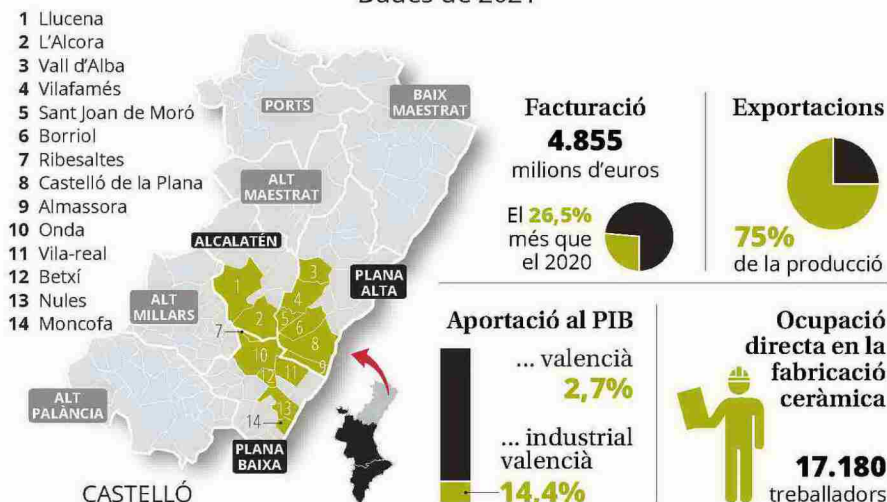 Dades de 2021
1 Llucena
2 L'Alcora
3 Vall d'Alba
4 Vilafamés
5 Sant Joan de Moró
6 Borriol
7 Ribesaltes
8 Castelló de la Plana
9 Almassora
10 Onda
11 Vila-real
12 Betxí
13 Nules
14 Moncofa
PORTS
BAIX
MAESTRAT
ALT
MAESTRAT
ALCALATÉN
PLANA
ALTA
ALT
MILLARS
ALT
PALÀNCIA
PLANA
BAIXA
1
2
3
4
5
6
7
8
9
10
11
12
13
14
CASTELLÓ
Facturació
4.855
milions d'euros
El 26,5%
més que
el 2020
Exportacions
75%
de la producció
Aportació al PIB
... valencià
2,7%
... industrial
valencià
14,4%
Ocupació
directa en la
fabricació
ceràmica
17.180
treballadors